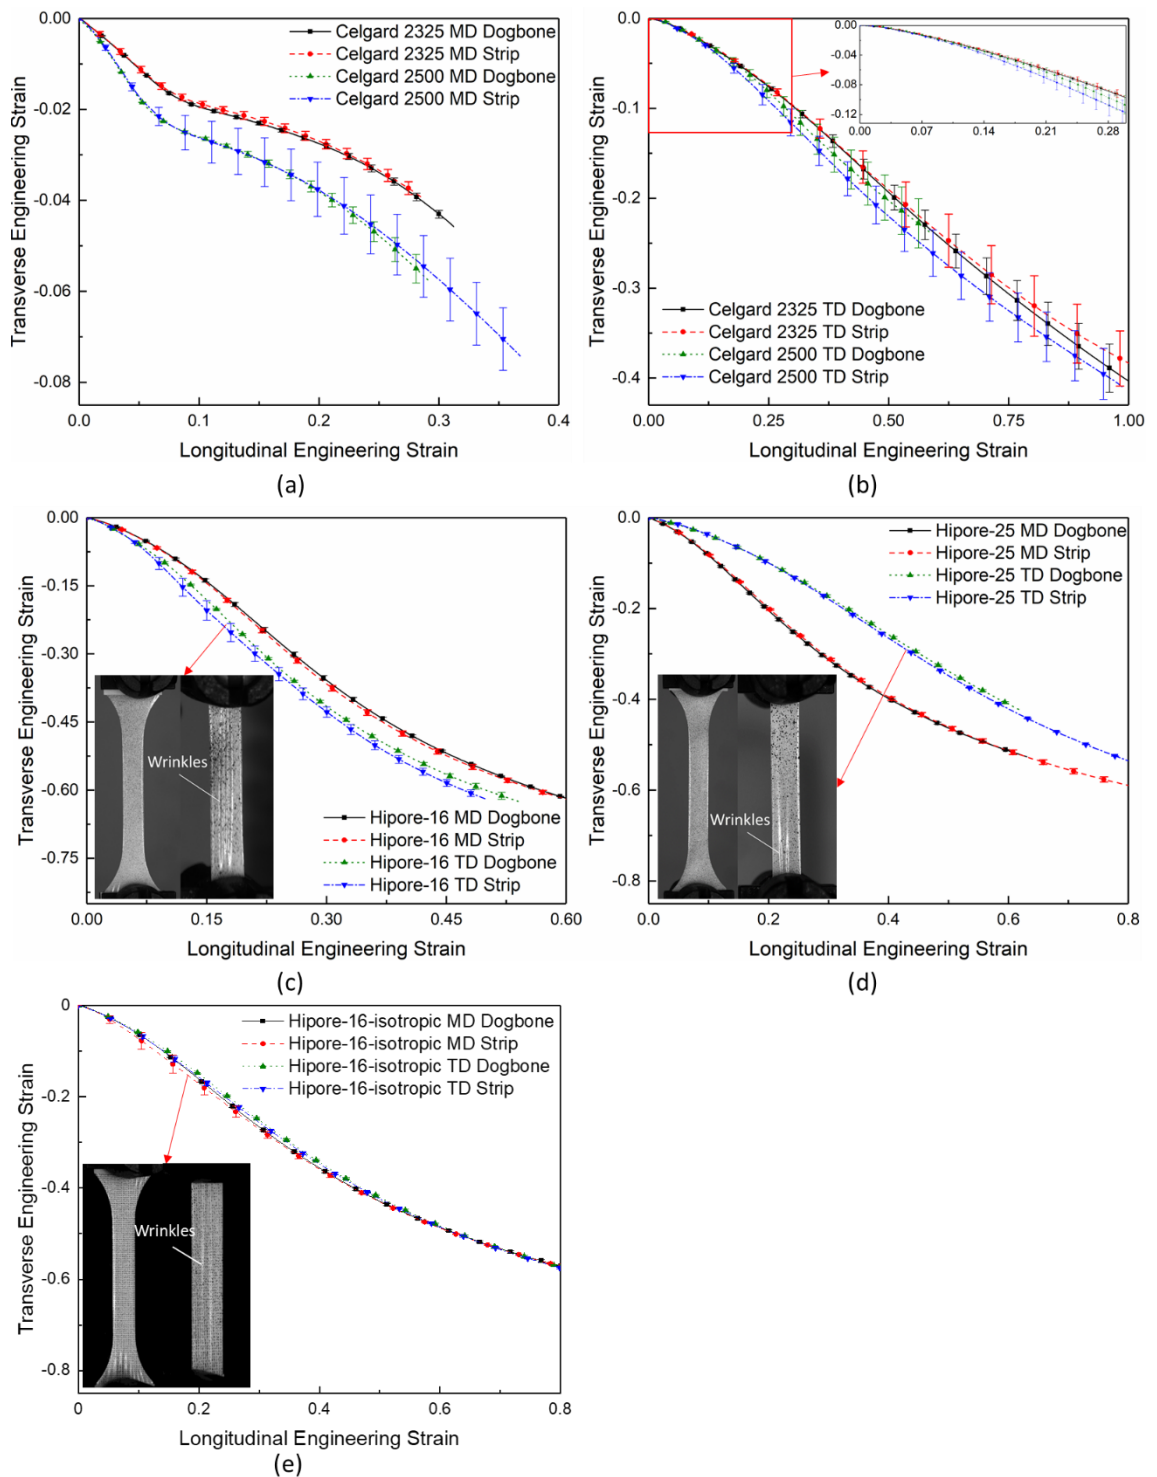 0.00
-0.02
-0.04
-0.06
-0.08
Transverse Engineering Strain
Celgard 2325 MD Dogbone
Celgard 2325 MD Strip
Celgard 2500 MD Dogbone
Celgard 2500 MD Strip
0.0 0.1 0.2 0.3 0.4
Longitudinal Engineering Strain
(a)
0.0
-0.1
-0.2
-0.3
-0.4
Transverse Engineering Strain
0.00
-0.04
-0.08
-0.12
0.00 0.07 0.14 0.21 0.28
Celgard 2325 TD Dogbone
Celgard 2325 TD Strip
Celgard 2500 TD Dogbone
Celgard 2500 TD Strip
0.00 0.25 0.50 0.75 1.00
Longitudinal Engineering Strain
(b)
0.00
-0.15
-0.30
-0.45
-0.60
-0.75
Transverse Engineering Strain
Wrinkles
Hipore-16 MD Dogbone
Hipore-16 MD Strip
Hipore-16 TD Dogbone
Hipore-16 TD Strip
0.00 0.15 0.30 0.45 0.60
Longitudinal Engineering Strain
(c)
0.0
-0.2
-0.4
-0.6
-0.8
Transverse Engineering Strain
Hipore-25 MD Dogbone
Hipore-25 MD Strip
Hipore-25 TD Dogbone
Hipore-25 TD Strip
Wrinkles
0.0 0.2 0.4 0.6 0.8
Longitudinal Engineering Strain
(d)
0
-0.2
-0.4
-0.6
-0.8
Transverse Engineering Strain
Hipore-16-isotropic MD Dogbone
Hipore-16-isotropic MD Strip
Hipore-16-isotropic TD Dogbone
Hipore-16-isotropic TD Strip
Wrinkles
0 0.2 0.4 0.6 0.8
Longitudinal Engineering Strain
(e)